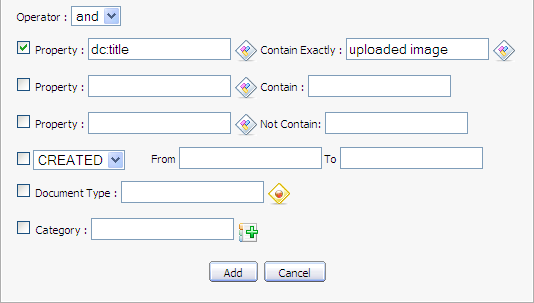 Operator : and
Property : dc:title Contain Exactly : uploaded image
Property : Contain :
Property : Not Contain:
CREATED From To
Document Type :
Category :
Add Cancel